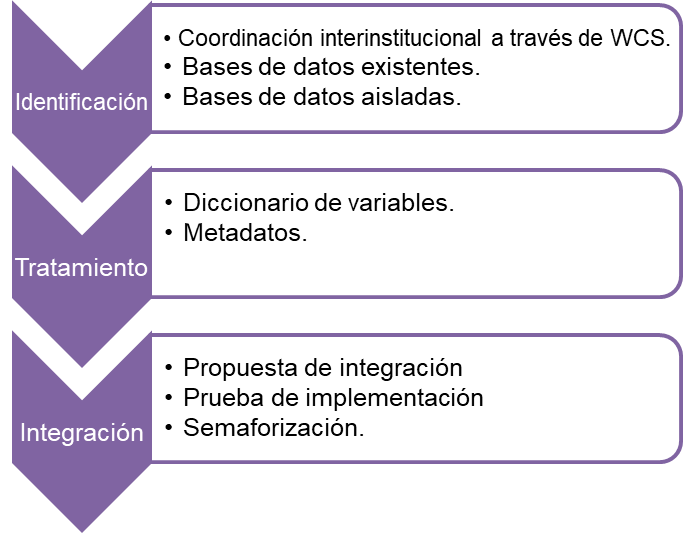 Identificación
• Coordinación interinstitucional a través de WCS.
• Bases de datos existentes.
• Bases de datos aisladas.
Tratamiento
• Diccionario de variables.
• Metadatos.
Integración
• Propuesta de integración
• Prueba de implementación
• Semaforización.